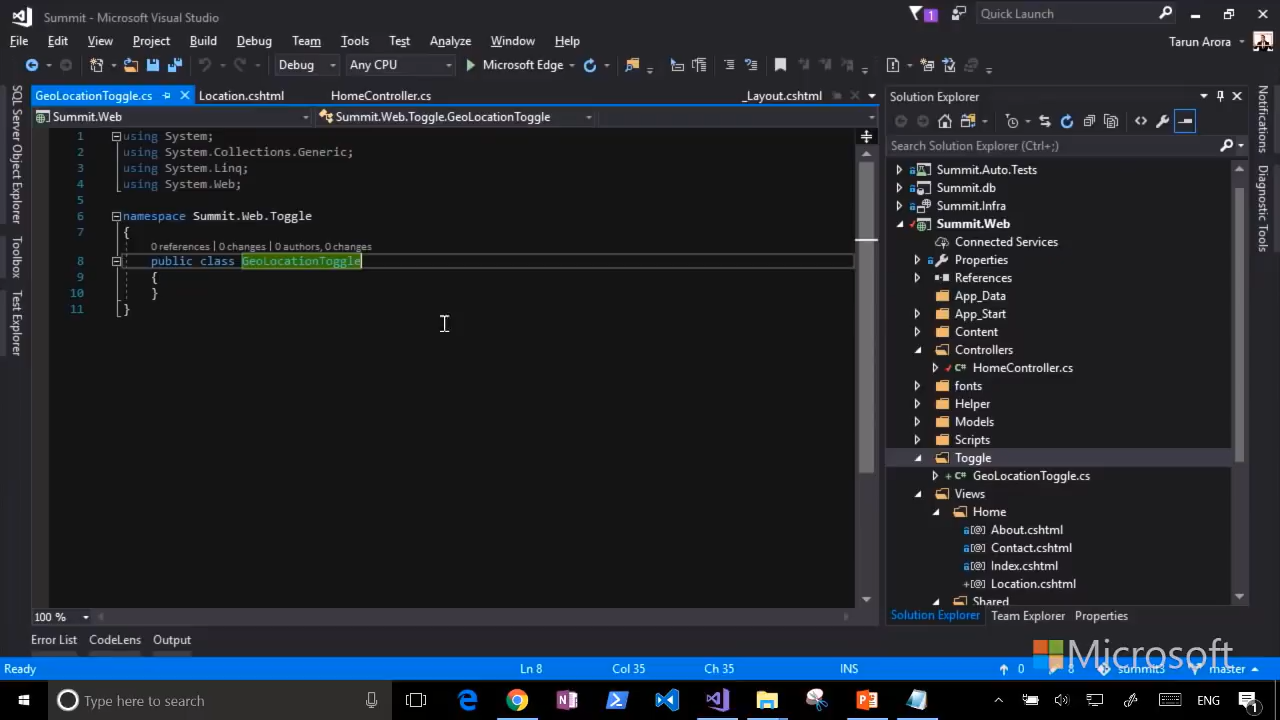 Summit - Microsoft Visual Studio
1
Quick Launch
File Edit View Project Build Debug Team Tools Test Analyze Window Help
Tarun Arora
Debug Any CPU Microsoft Edge
GeoLocationToggle.cs Location.cshtml HomeController.cs _Layout.cshtml
Summit.Web Summit.Web.Toggle.GeoLocationToggle
1 using System;
2 using System.Collections.Generic;
3 using System.Linq;
4 using System.Web;
5
6 namespace Summit.Web.Toggle
7 {
0 references | 0 changes | 0 authors, 0 changes
8 public class GeoLocationToggle
9 {
10 }
11 }
100 %
SQL Server Object Explorer
Toolbox
Test Explorer
Solution Explorer
Search Solution Explorer (Ctrl+;)
Summit.Auto.Tests
Summit.db
Summit.Infra
Summit.Web
Connected Services
Properties
References
App_Data
App_Start
Content
Controllers
C# HomeController.cs
fonts
Helper
Models
Scripts
Toggle
C# GeoLocationToggle.cs
Views
Home
About.cshtml
Contact.cshtml
Index.cshtml
Location.cshtml
Shared
Solution Explorer Team Explorer Properties
Notifications
Diagnostic Tools
Error List CodeLens Output
Microsoft
Ready Ln 8 Col 35 Ch 35 INS 0 8 summit3 master
Type here to search
ENG
1